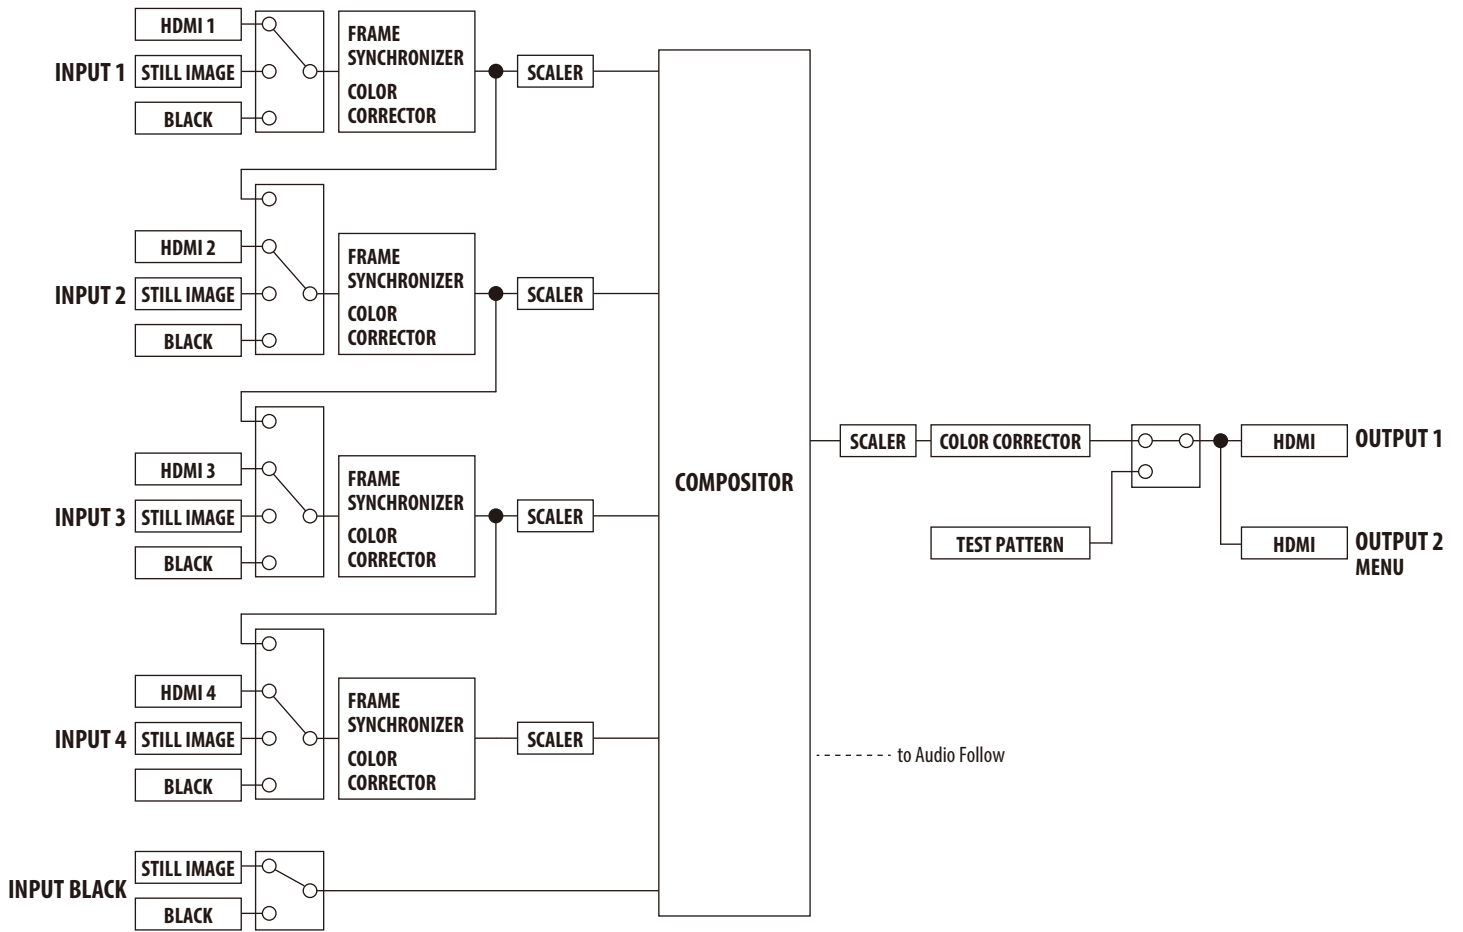 INPUT 1
HDMI 1
STILL IMAGE
BLACK
FRAME
SYNCHRONIZER
COLOR
CORRECTOR
SCALER
INPUT 2
HDMI 2
STILL IMAGE
BLACK
FRAME
SYNCHRONIZER
COLOR
CORRECTOR
SCALER
INPUT 3
HDMI 3
STILL IMAGE
BLACK
FRAME
SYNCHRONIZER
COLOR
CORRECTOR
SCALER
INPUT 4
HDMI 4
STILL IMAGE
BLACK
FRAME
SYNCHRONIZER
COLOR
CORRECTOR
SCALER
INPUT BLACK
STILL IMAGE
BLACK
COMPOSITOR
SCALER
COLOR CORRECTOR
TEST PATTERN
HDMI
OUTPUT 1
HDMI
OUTPUT 2
MENU
to Audio Follow